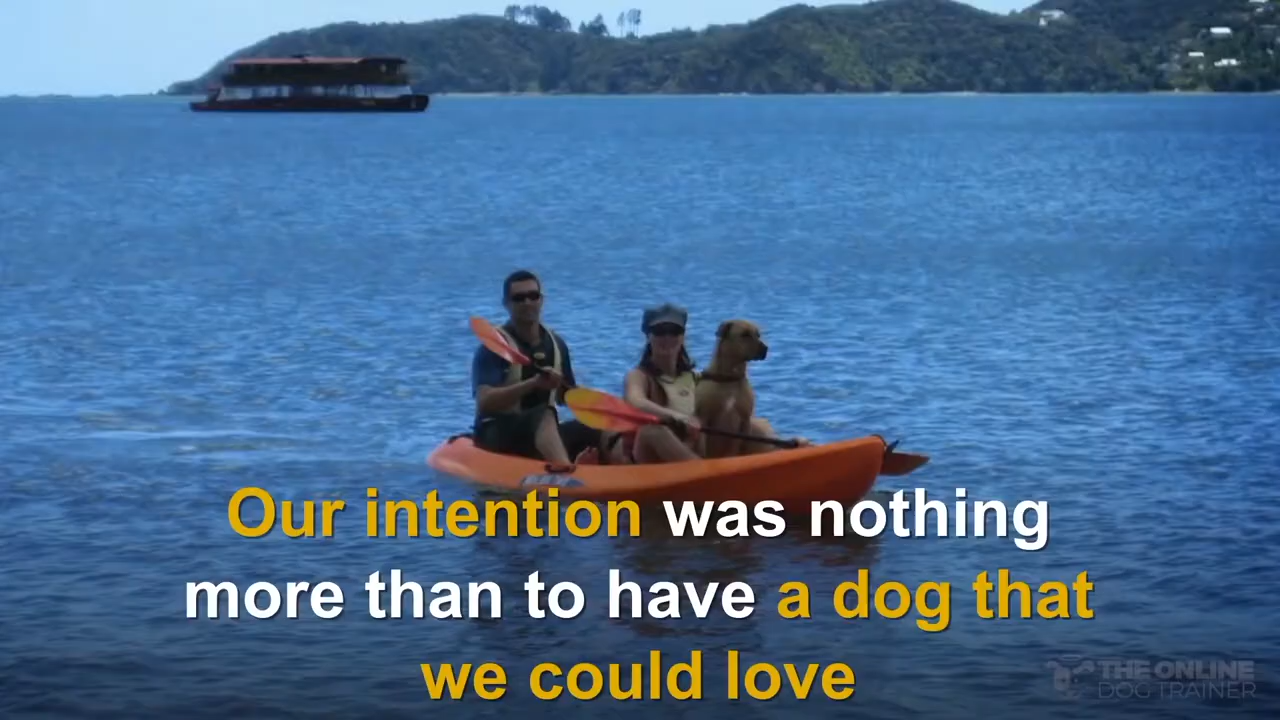 Our intention was nothing
more than to have a dog that
we could love
THE ONLINE
DOG TRAINER